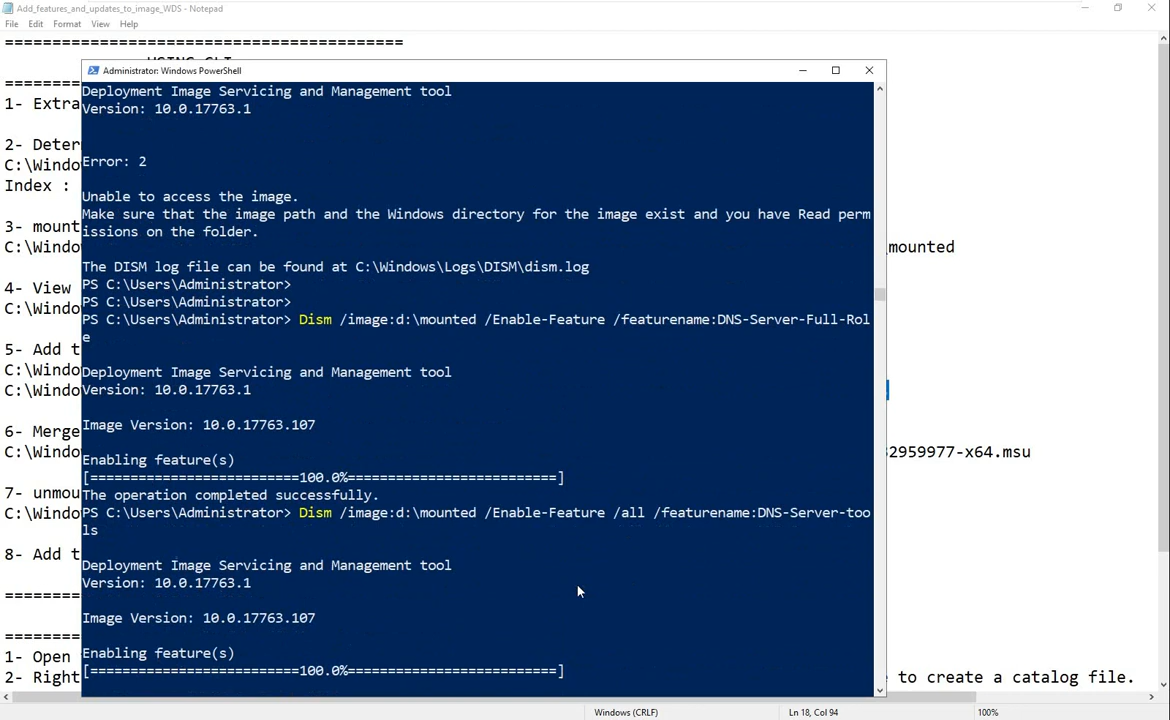 Add_features_and_updates_to_image_WDS - Notepad
File Edit Format View Help
========================================
Administrator: Windows PowerShell
1- Extra
2- Deter
C:\Windo
Index :
3- mount
C:\Windo
mounted
4- View
C:\Windo
5- Add t
C:\Windo
C:\Windo
6- Merge
C:\Windo
2959977-x64.msu
7- unmou
C:\Windo
8- Add t
========
========
1- Open
2- Right
to create a catalog file.
Deployment Image Servicing and Management tool
Version: 10.0.17763.1
Error: 2
Unable to access the image.
Make sure that the image path and the Windows directory for the image exist and you have Read perm
issions on the folder.
The DISM log file can be found at C:\Windows\Logs\DISM\dism.log
PS C:\Users\Administrator>
PS C:\Users\Administrator>
PS C:\Users\Administrator> Dism /image:d:\mounted /Enable-Feature /featurename:DNS-Server-Full-Rol
e
Deployment Image Servicing and Management tool
Version: 10.0.17763.1
Image Version: 10.0.17763.107
Enabling feature(s)
[==========================100.0%==========================]
The operation completed successfully.
PS C:\Users\Administrator> Dism /image:d:\mounted /Enable-Feature /all /featurename:DNS-Server-too
ls
Deployment Image Servicing and Management tool
Version: 10.0.17763.1
Image Version: 10.0.17763.107
Enabling feature(s)
[==========================100.0%==========================]
Windows (CRLF)
Ln 18, Col 94
100%